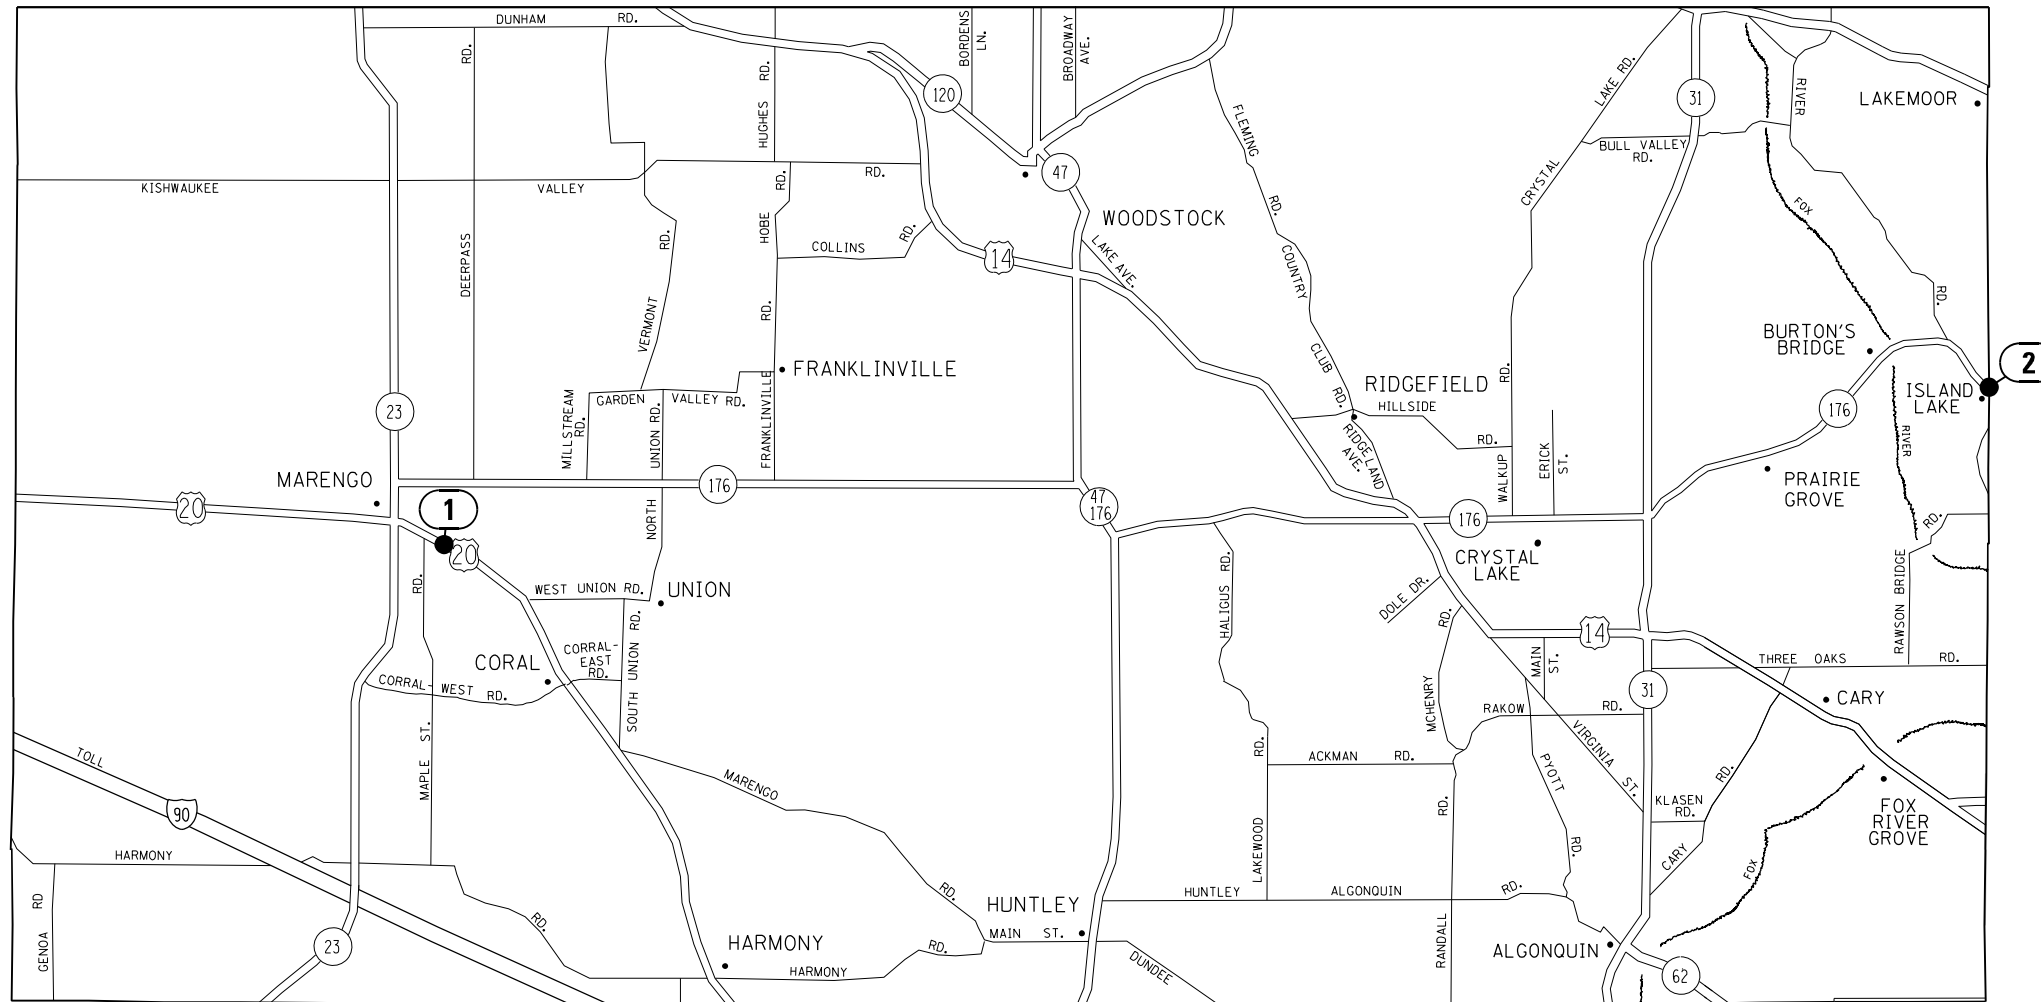 DUNHAM RD.
RD.
HUGHES RD.
BORDENS LN.
BROADWAY AVE.
120
47
31
LAKE RD.
CRYSTAL
RIVER
LAKEMOOR
BULL VALLEY
RD.
KISHWAUKEE VALLEY RD.
DEERPASS
RD.
VERMONT
HOBE RD.
COLLINS RD.
WOODSTOCK
14
LAKE AVE.
FLEMING RD.
COUNTRY CLUB RD.
FOX
RD.
RD.
BURTON'S
BRIDGE
2
FRANKLINVILLE
FRANKLINVILLE
RIDGEFIELD
HILLSIDE
RD.
RD.
ISLAND
LAKE
23
MILLSTREAM
RD.
GARDEN VALLEY RD.
UNION RD.
NORTH
RIDGELAND
AVE.
WALKUP
ERICK
ST.
176
RIVER
MARENGO
176
PRAIRIE
GROVE
20
1
20
47
176
176
CRYSTAL
LAKE
RD.
RAWSON BRIDGE
RD.
WEST UNION RD.
UNION
HALIGUS RD.
DOLE DR.
RD.
MCHENRY
14
CORAL
CORRAL-
EAST
RD.
SOUTH UNION RD.
CORRAL-WEST RD.
MAIN
ST.
THREE OAKS RD.
31
CARY
RAKOW RD.
VIRGINIA ST.
PYOTT RD.
MAPLE ST.
TOLL
90
MARENGO RD.
ACKMAN RD.
RD.
LAKEWOOD
RD.
RANDALL
KLASEN
RD.
RD.
CARY
FOX
RIVER
GROVE
FOX
HARMONY
RD.
GENOA RD
23
HARMONY
HARMONY
RD.
HUNTLEY
MAIN ST.
DUNDEE
HUNTLEY ALGONQUIN RD.
ALGONQUIN
62